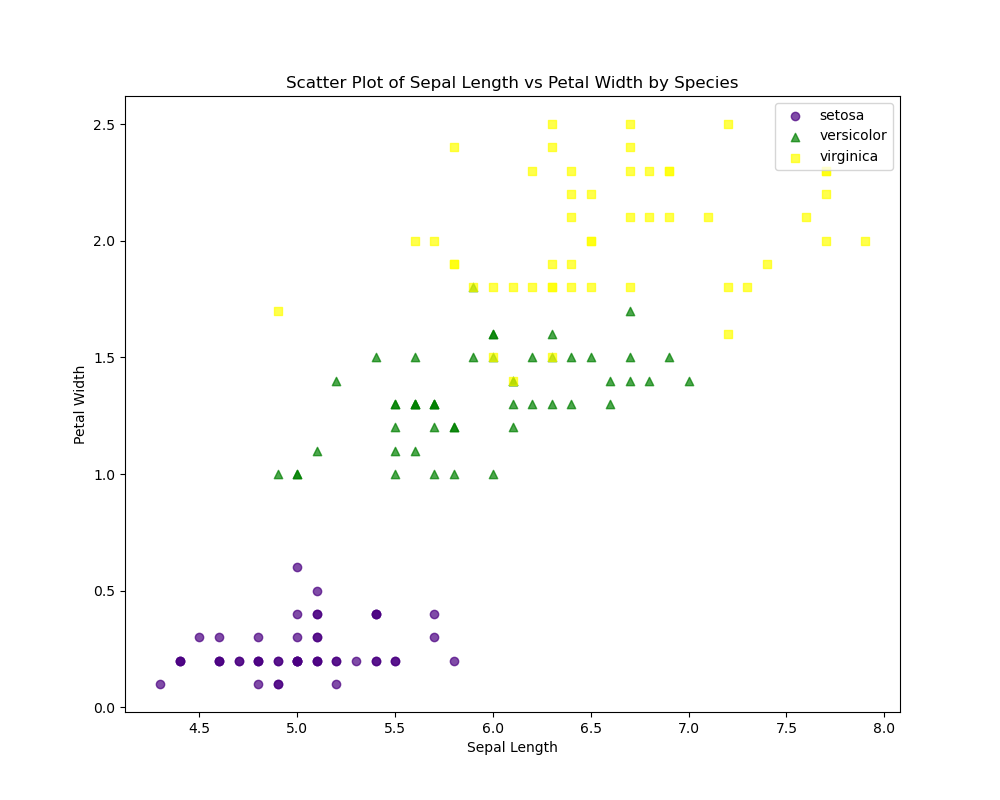 Scatter Plot of Sepal Length vs Petal Width by Species
setosa
versicolor
virginica
Petal Width
2.5
2.0
1.5
1.0
0.5
0.0
4.5 5.0 5.5 6.0 6.5 7.0 7.5 8.0
Sepal Length